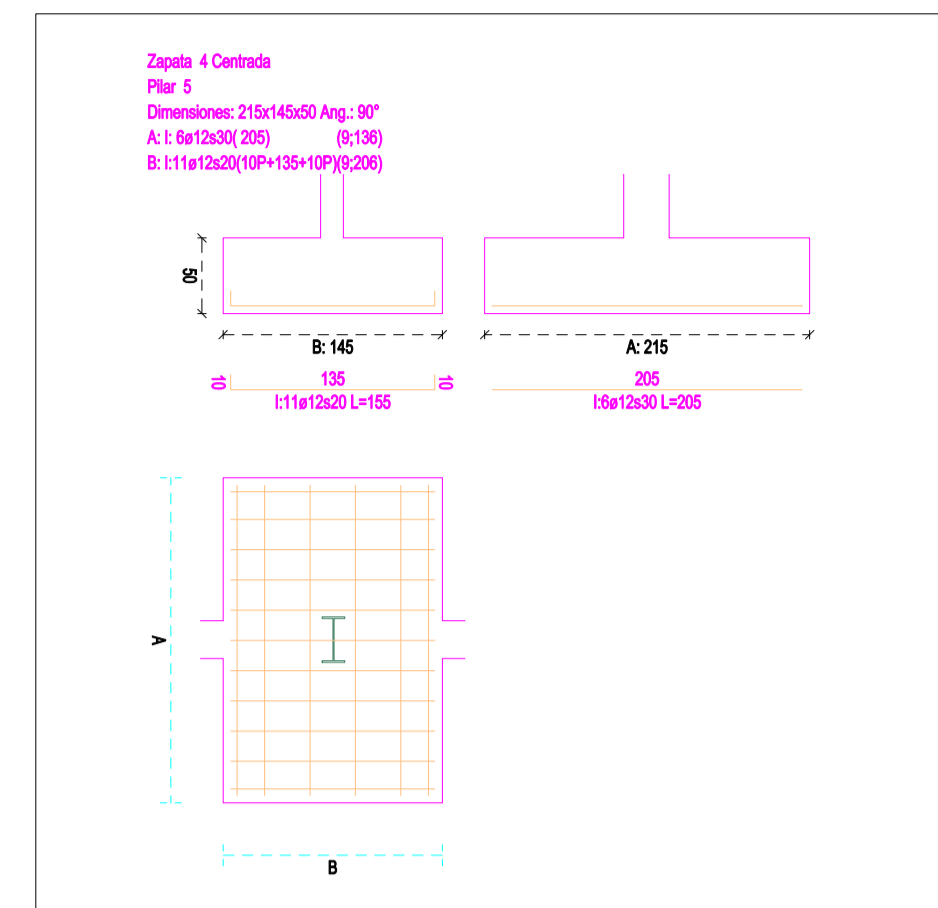 Zapata 4 Centrada
Pilar 5
Dimensiones: 215x145x50 Ang.: 90°
A: I: 6ø12s30( 205) (9;136)
B: I:11ø12s20(10P+135+10P)(9;206)
50
B: 145
A: 215
10 135 10
I:11ø12s20 L=155
205
I:6ø12s30 L=205
A
B